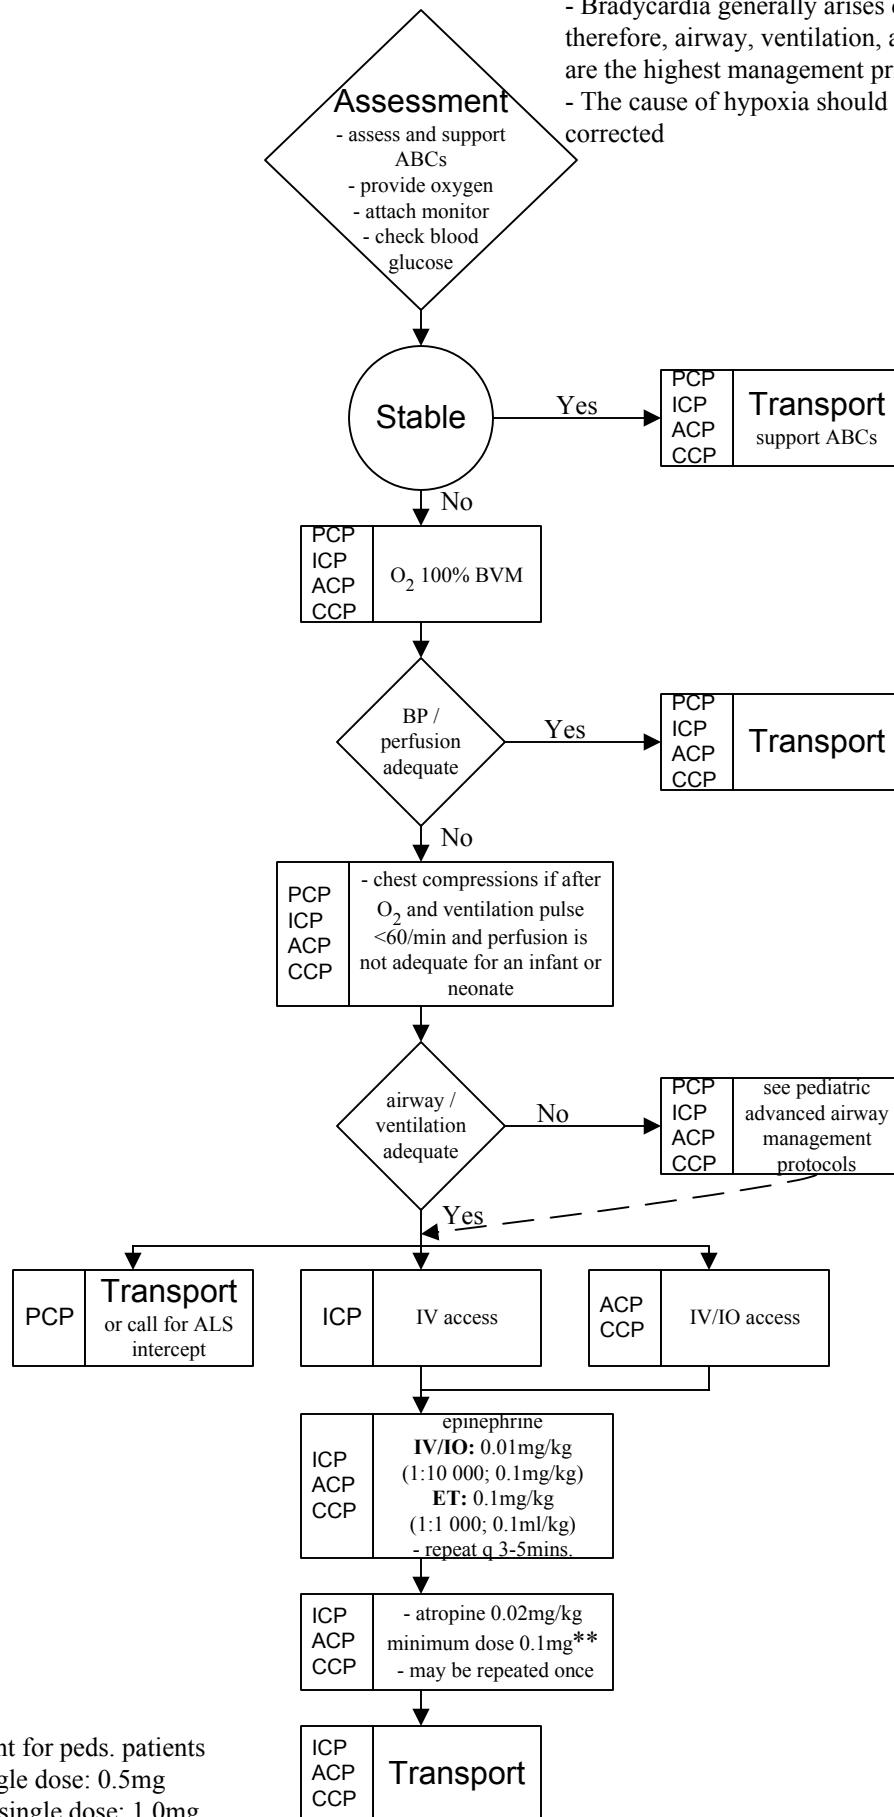 - Bradycardia generally arises
therefore, airway, ventilation,
are the highest management
- The cause of hypoxia should
corrected
Assessment
- assess and support
ABCs
- provide oxygen
- attach monitor
- check blood
glucose
Stable
Yes
PCP
ICP
ACP
CCP
Transport
support ABCs
No
PCP
ICP
ACP
CCP
O2 100% BVM
BP /
perfusion
adequate
Yes
PCP
ICP
ACP
CCP
Transport
No
PCP
ICP
ACP
CCP
- chest compressions if after
O2 and ventilation pulse
<60/min and perfusion is
not adequate for an infant or
neonate
airway /
ventilation
adequate
No
PCP
ICP
ACP
CCP
see pediatric
advanced airway
management
protocols
Yes
PCP
Transport
or call for ALS
intercept
ICP
IV access
ACP
CCP
IV/IO access
ICP
ACP
CCP
epinephrine
IV/IO: 0.01mg/kg
(1:10 000; 0.1mg/kg)
ET: 0.1mg/kg
(1:1 000; 0.1ml/kg)
- repeat q 3-5mins.
ICP
ACP
CCP
- atropine 0.02mg/kg
minimum dose 0.1mg**
- may be repeated once
ICP
ACP
CCP
Transport
for peds. patients
dose: 0.5mg
single dose: 1.0mg